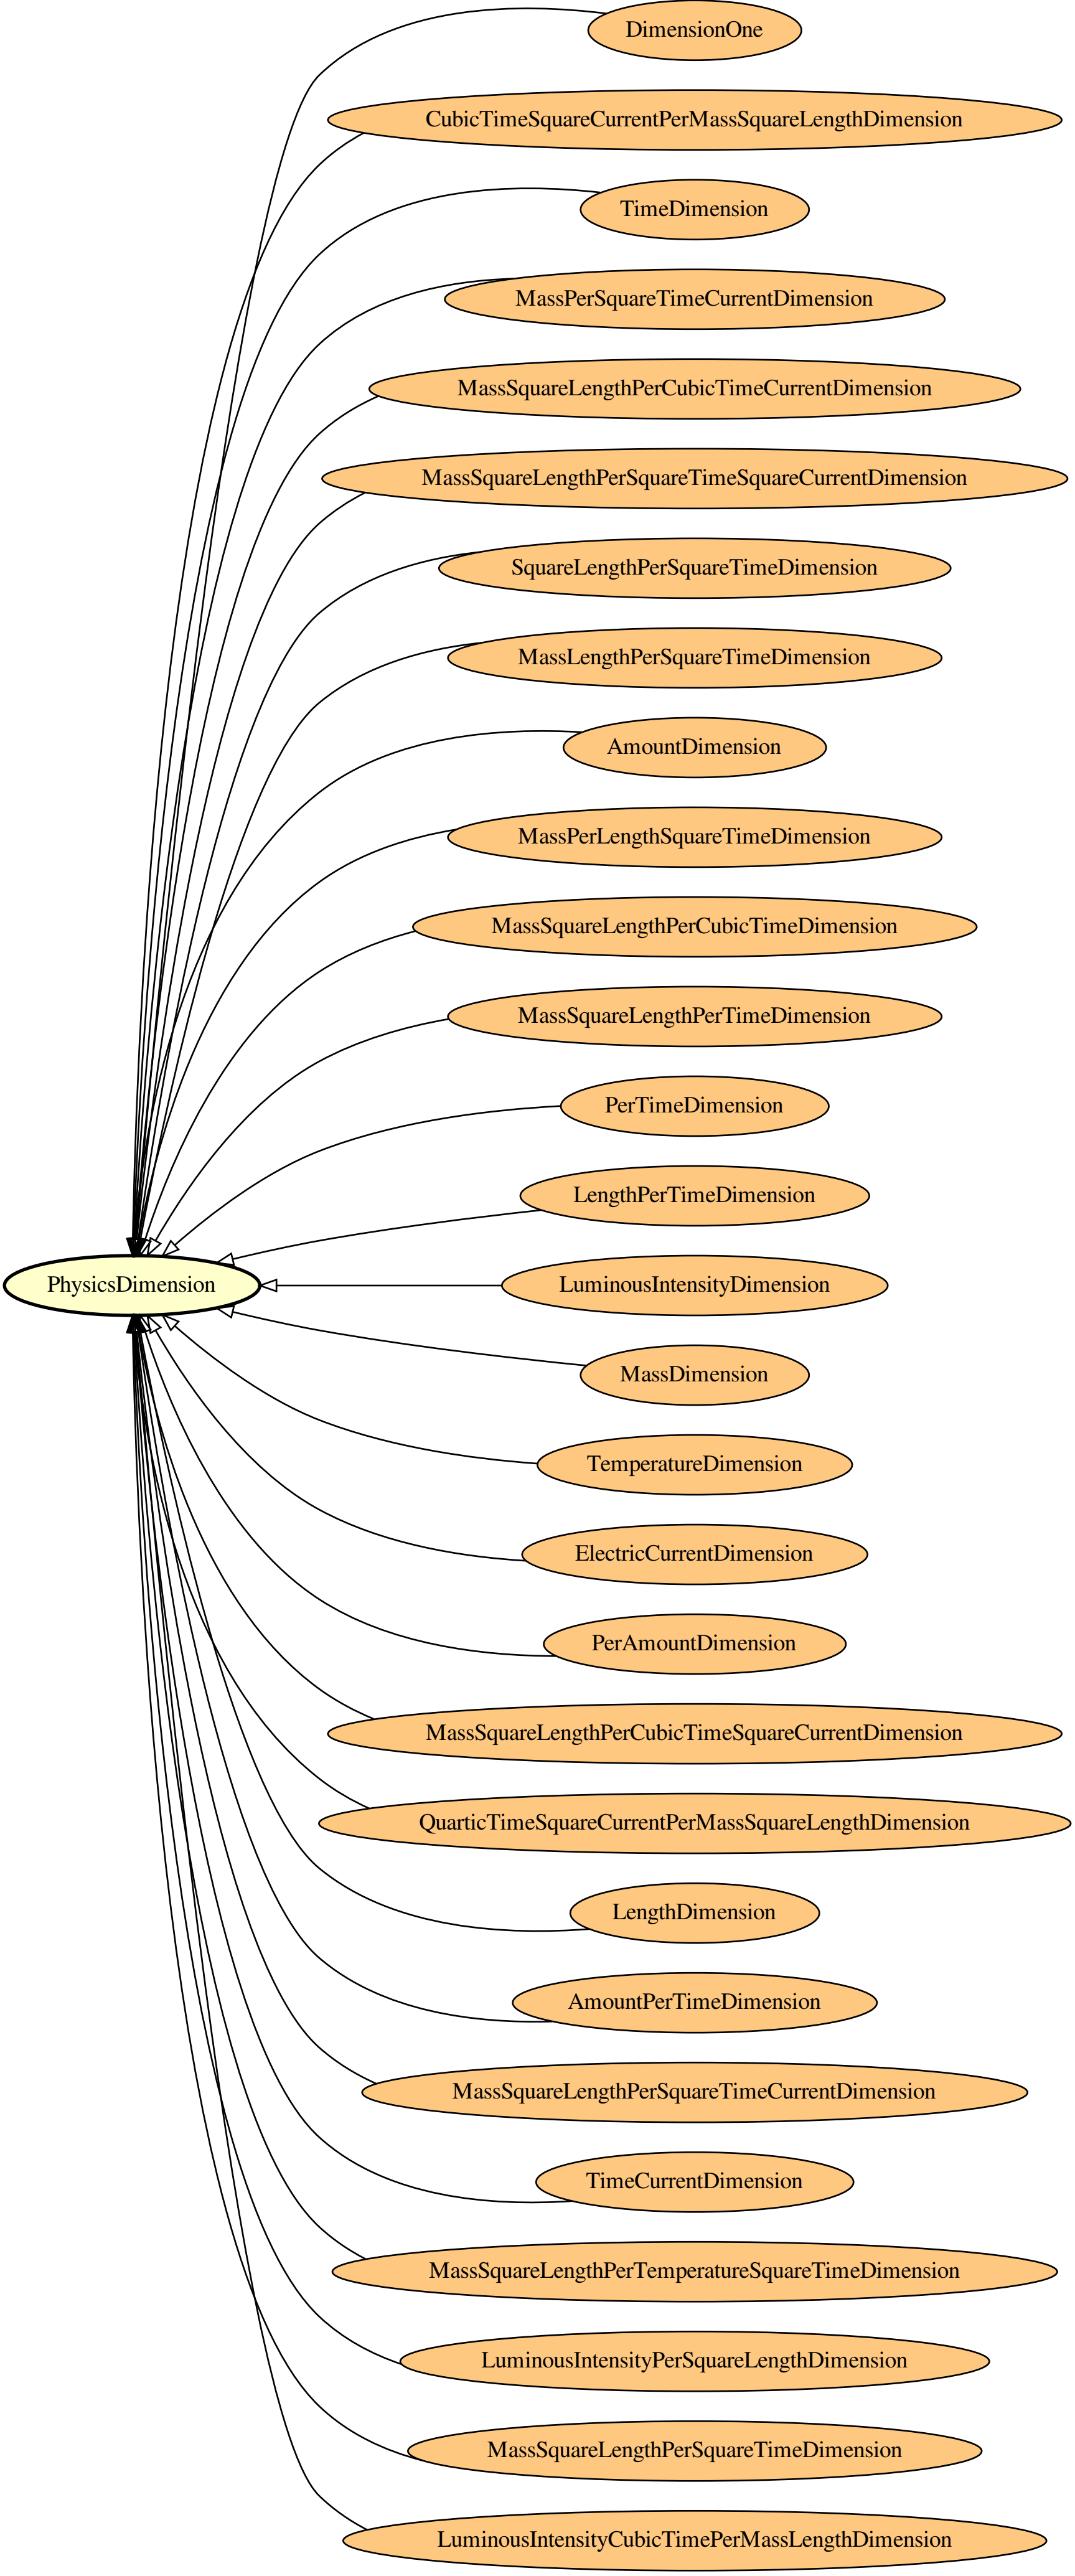 DimensionOne
CubicTimeSquareCurrentPerMassSquareLengthDimension
TimeDimension
MassPerSquareTimeCurrentDimension
MassSquareLengthPerCubicTimeCurrentDimension
MassSquareLengthPerSquareTimeSquareCurrentDimension
SquareLengthPerSquareTimeDimension
MassLengthPerSquareTimeDimension
AmountDimension
MassPerLengthSquareTimeDimension
MassSquareLengthPerCubicTimeDimension
MassSquareLengthPerTimeDimension
PerTimeDimension
LengthPerTimeDimension
PhysicsDimension
LuminousIntensityDimension
MassDimension
TemperatureDimension
ElectricCurrentDimension
PerAmountDimension
MassSquareLengthPerCubicTimeSquareCurrentDimension
QuarticTimeSquareCurrentPerMassSquareLengthDimension
LengthDimension
AmountPerTimeDimension
MassSquareLengthPerSquareTimeCurrentDimension
TimeCurrentDimension
MassSquareLengthPerTemperatureSquareTimeDimension
LuminousIntensityPerSquareLengthDimension
MassSquareLengthPerSquareTimeDimension
LuminousIntensityCubicTimePerMassLengthDimension